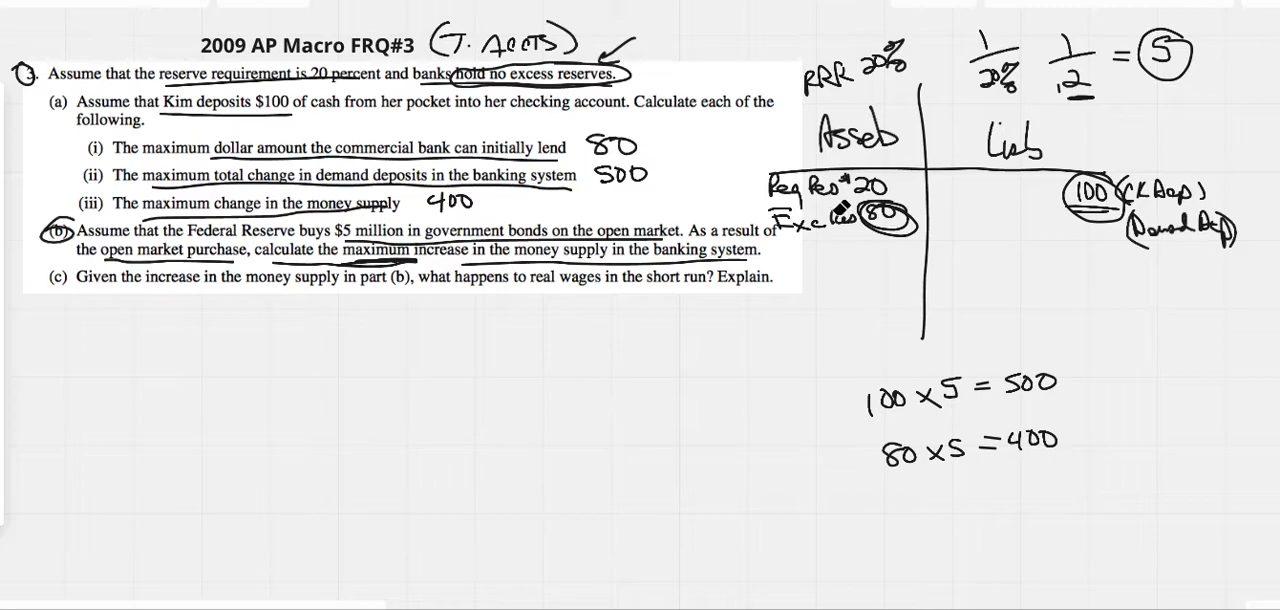 2009 AP Macro FRQ#3 (T. Accts)
3. Assume that the reserve requirement is 20 percent and banks hold no excess reserves.
(a) Assume that Kim deposits $100 of cash from her pocket into her checking account. Calculate each of the
following.
(i) The maximum dollar amount the commercial bank can initially lend 80
(ii) The maximum total change in demand deposits in the banking system 500
(iii) The maximum change in the money supply 400
(b) Assume that the Federal Reserve buys $5 million in government bonds on the open market. As a result of
the open market purchase, calculate the maximum increase in the money supply in the banking system.
(c) Given the increase in the money supply in part (b), what happens to real wages in the short run? Explain.
RRR 20%
1/20% 1/.2 = 5
Assets Liab
Req Res $20 100 (CK Dep)
Exc Res 80 (Demand Dep)
100 x 5 = 500
80 x 5 = 400